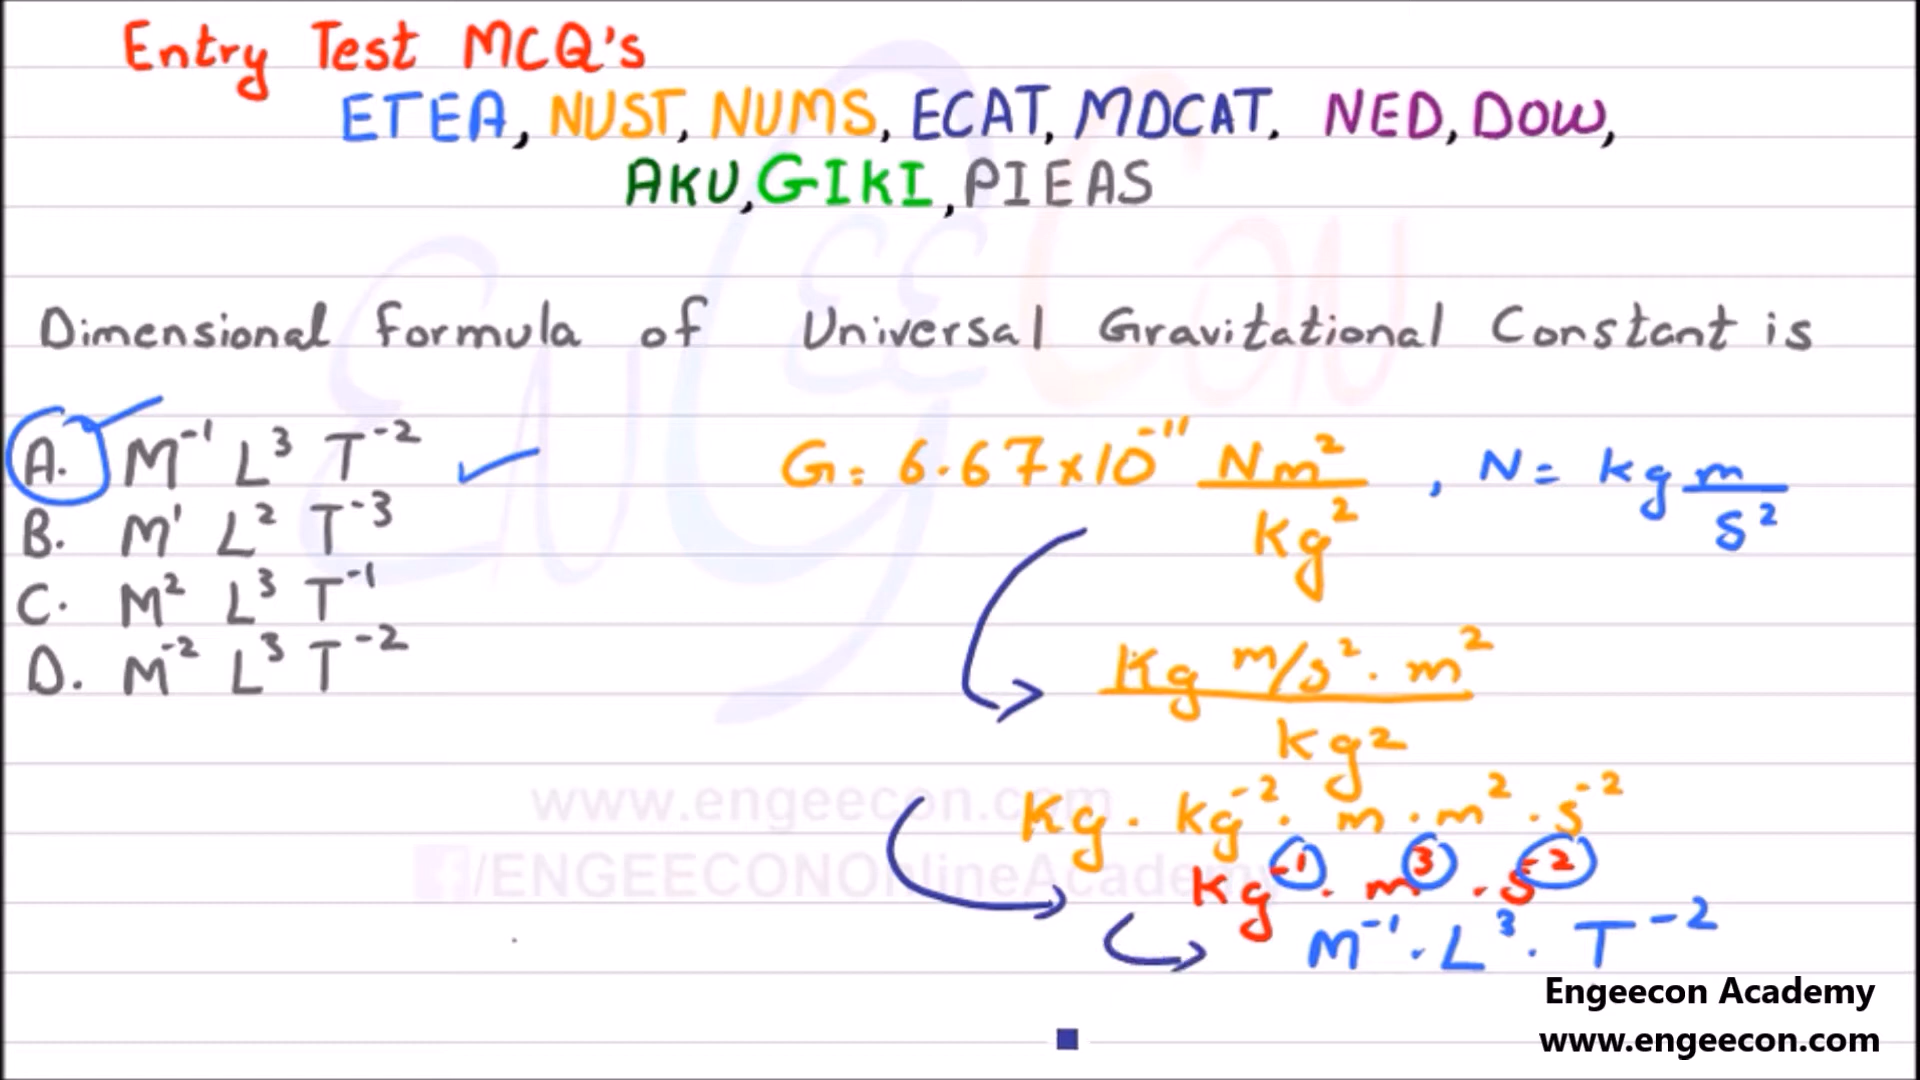 Entry Test MCQ's
ETEA, NUST, NUMS, ECAT, MDCAT, NED, DOW,
AKU, GIKI, PIEAS
EnGeeCon
Dimensional formula of Universal Gravitational Constant is
A. M⁻¹ L³ T⁻²
B. M¹ L² T⁻³
C. M² L³ T⁻¹
D. M⁻² L³ T⁻²
G = 6.67×10⁻¹¹ Nm²/kg², N = kg m/s²
Kg m/s² . m²
kg²
www.engeecon.com
Kg . kg⁻² . m . m² . s⁻²
f/ENGEECONOnlineAcademy
kg⁻¹ . m³ . s⁻²
M⁻¹ . L³ . T⁻²
Engeecon Academy
www.engeecon.com